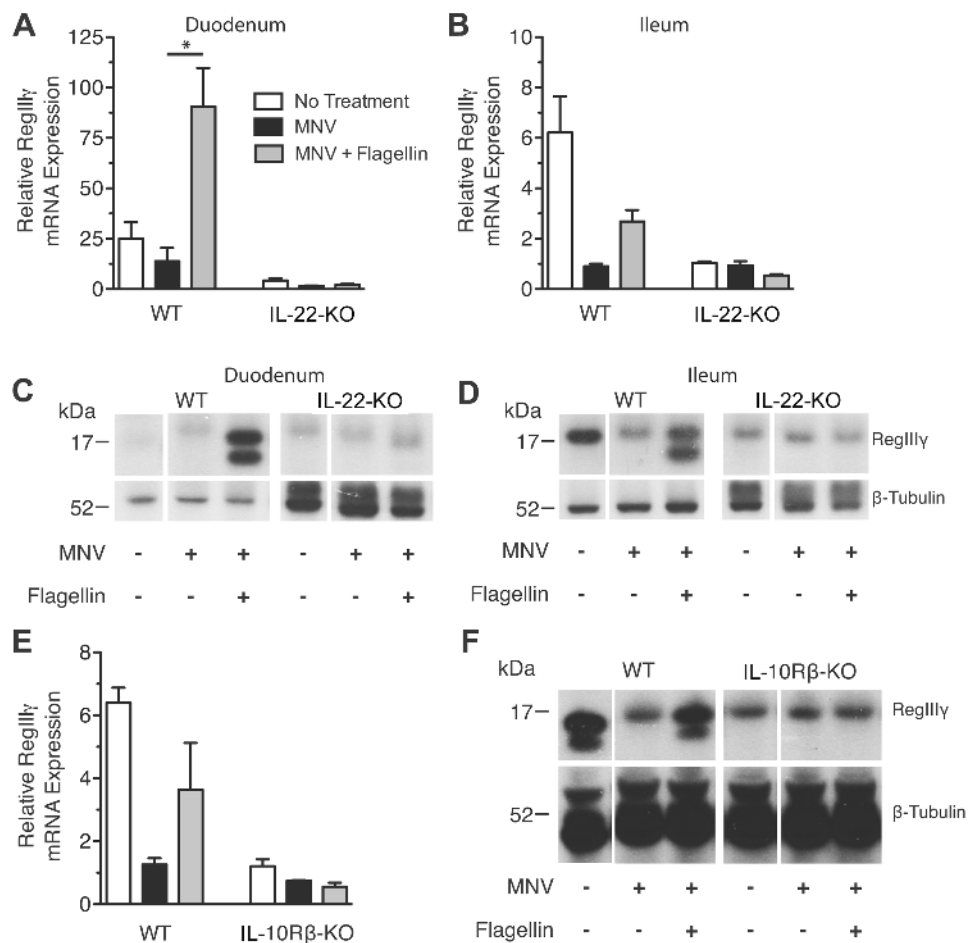 A
Duodenum
Relative RegIIIγ
mRNA Expression
125
100
75
50
25
0
*
No Treatment
MNV
MNV + Flagellin
WT
IL-22-KO
B
Ileum
Relative RegIIIγ
mRNA Expression
10
8
6
4
2
0
WT
IL-22-KO
C
Duodenum
kDa
WT
IL-22-KO
17
52
MNV - + + - + +
Flagellin - - + - - +
D
Ileum
kDa
WT
IL-22-KO
17
RegIIIγ
52
β-Tubulin
MNV - + + - + +
Flagellin - - + - - +
E
Relative RegIIIγ
mRNA Expression
8
6
4
2
0
WT
IL-10Rβ-KO
F
kDa
WT
IL-10Rβ-KO
17
RegIIIγ
52
β-Tubulin
MNV - + + - + +
Flagellin - - + - - +